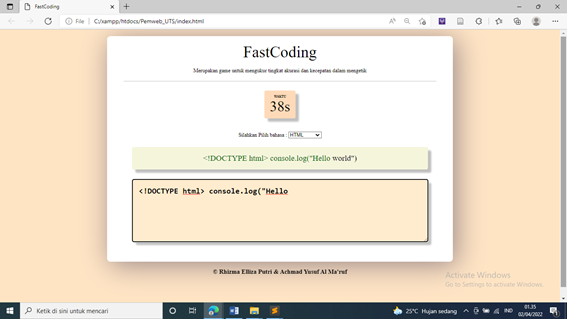 FastCoding
File
C:/xampp/htdocs/Pemweb_UTS/index.html
FastCoding
Merupakan game untuk mengukur tingkat akurasi dan kecepatan dalam mengetik
WAKTU
38s
Silahkan Pilih bahasa : HTML
<!DOCTYPE html> console.log("Hello world")
<!DOCTYPE html> console.log("Hello
© Rhizma Elliza Putri & Achmad Yusuf Al Ma'ruf
Activate Windows
Go to Settings to activate Windows.
Ketik di sini untuk mencari
25°C Hujan sedang
IND
01.35
02/04/2022